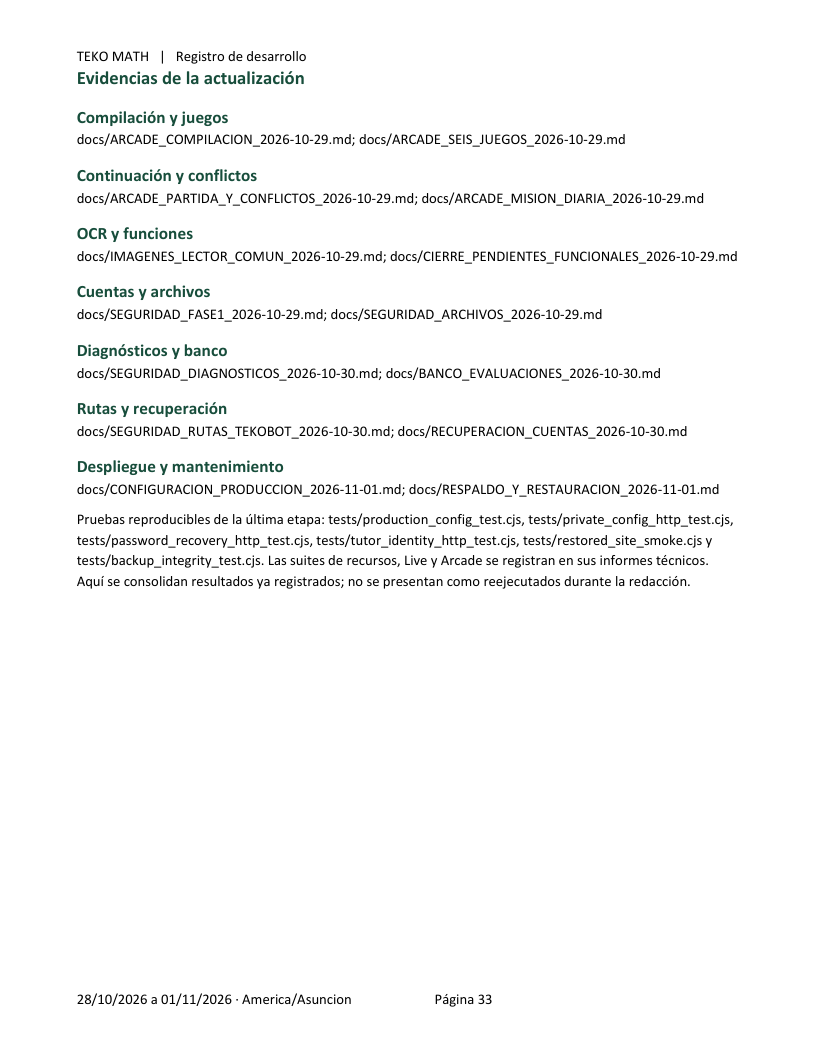 TEKO MATH | Registro de desarrollo
Evidencias de la actualización
Compilación y juegos
docs/ARCADE_COMPILACION_2026-10-29.md; docs/ARCADE_SEIS_JUEGOS_2026-10-29.md
Continuación y conflictos
docs/ARCADE_PARTIDA_Y_CONFLICTOS_2026-10-29.md; docs/ARCADE_MISION_DIARIA_2026-10-29.md
OCR y funciones
docs/IMAGENES_LECTOR_COMUN_2026-10-29.md; docs/CIERRE_PENDIENTES_FUNCIONALES_2026-10-29.md
Cuentas y archivos
docs/SEGURIDAD_FASE1_2026-10-29.md; docs/SEGURIDAD_ARCHIVOS_2026-10-29.md
Diagnósticos y banco
docs/SEGURIDAD_DIAGNOSTICOS_2026-10-30.md; docs/BANCO_EVALUACIONES_2026-10-30.md
Rutas y recuperación
docs/SEGURIDAD_RUTAS_TEKOBOT_2026-10-30.md; docs/RECUPERACION_CUENTAS_2026-10-30.md
Despliegue y mantenimiento
docs/CONFIGURACION_PRODUCCION_2026-11-01.md; docs/RESPALDO_Y_RESTAURACION_2026-11-01.md
Pruebas reproducibles de la última etapa: tests/production_config_test.cjs, tests/private_config_http_test.cjs,
tests/password_recovery_http_test.cjs, tests/tutor_identity_http_test.cjs, tests/restored_site_smoke.cjs y
tests/backup_integrity_test.cjs. Las suites de recursos, Live y Arcade se registran en sus informes técnicos.
Aquí se consolidan resultados ya registrados; no se presentan como reejecutados durante la redacción.
28/10/2026 a 01/11/2026 · America/Asuncion Página 33